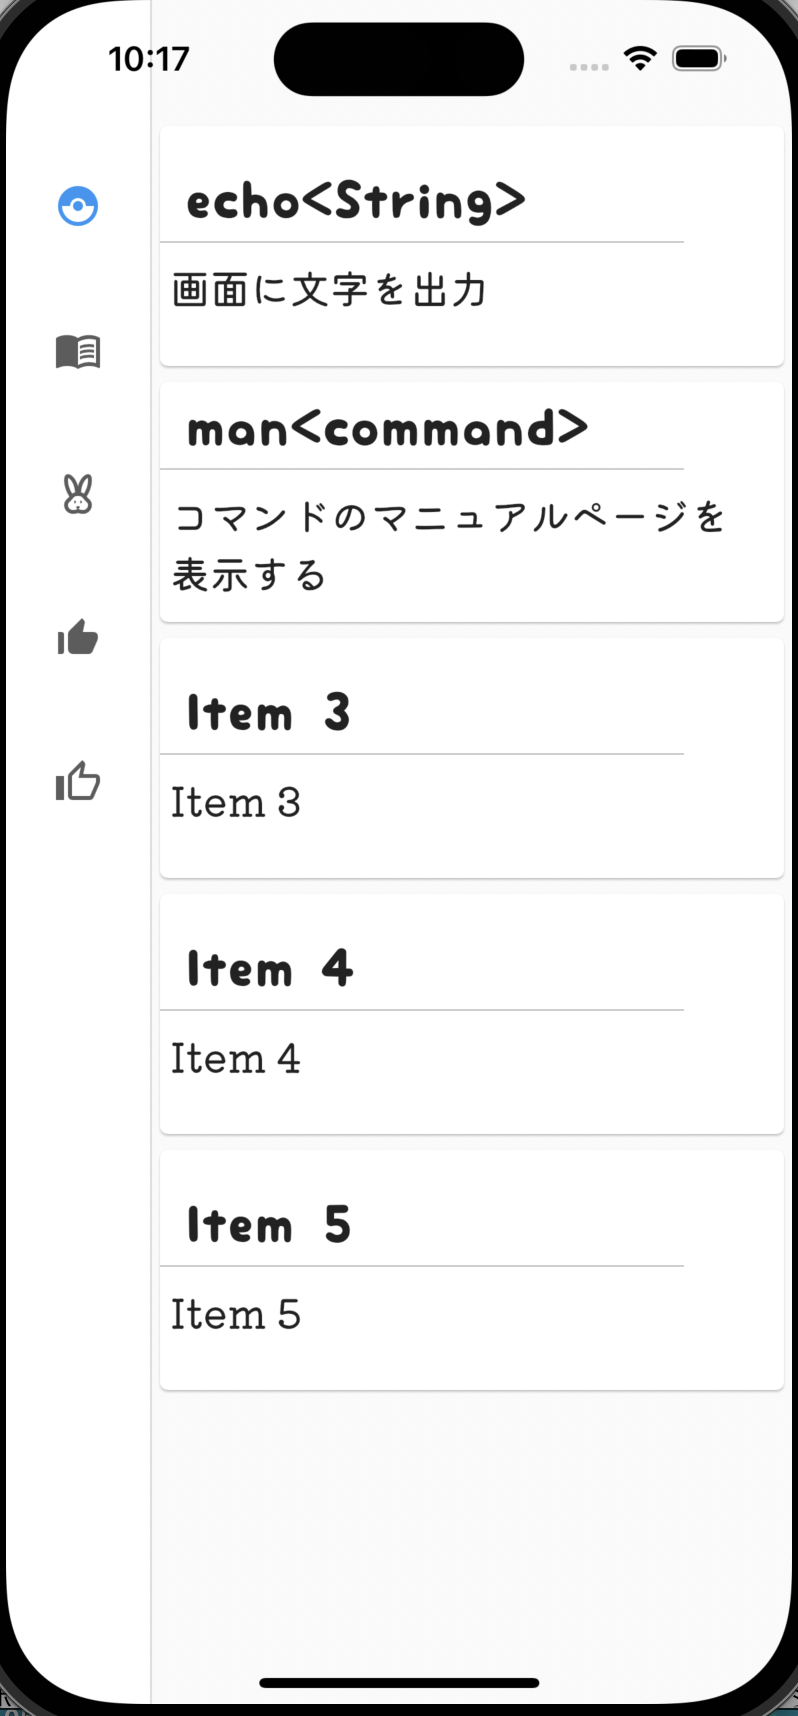 10:17
echo<String>
画面に文字を出力
man<command>
コマンドのマニュアルページを
表示する
Item 3
Item 3
Item 4
Item 4
Item 5
Item 5